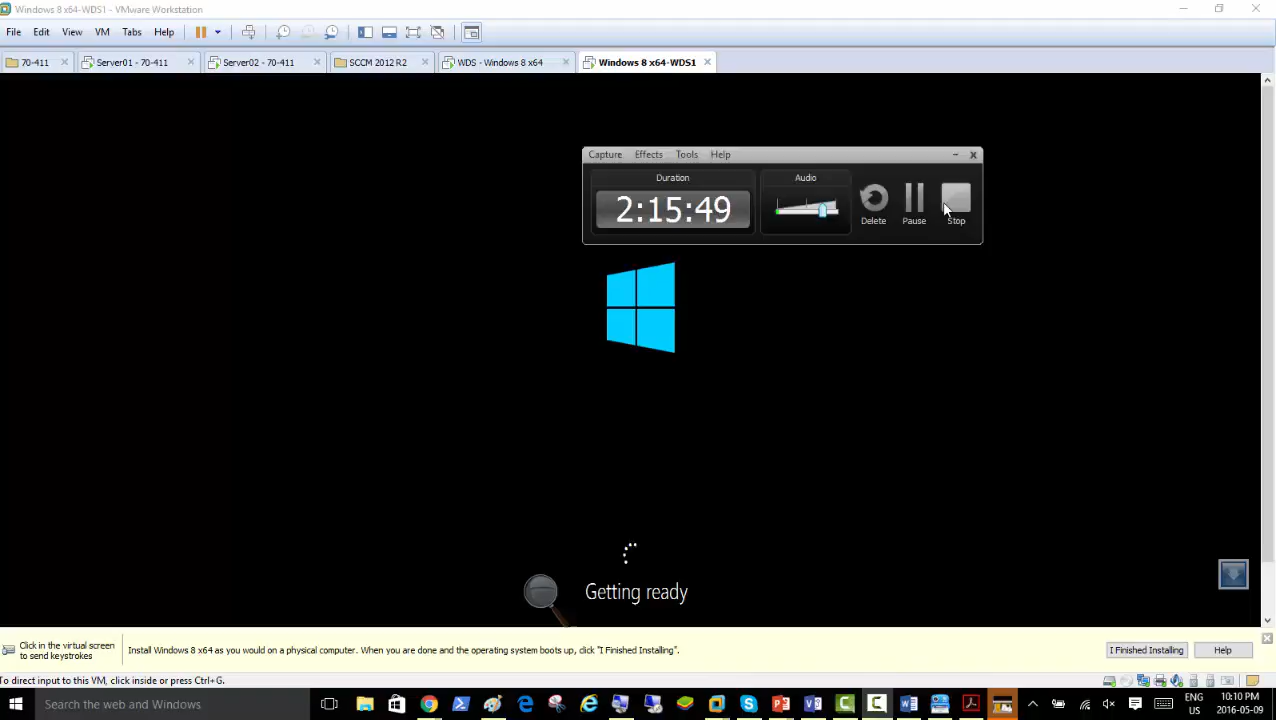 Windows 8 x64-WDS1 - VMware Workstation
File Edit View VM Tabs Help
70-411 Server01 - 70-411 Server02 - 70-411 SCCM 2012 R2 WDS - Windows 8 x64 Windows 8 x64-WDS1
Capture Effects Tools Help
Duration Audio
2:15:49
Delete Pause Stop
Getting ready
Click in the virtual screen
to send keystrokes
Install Windows 8 x64 as you would on a physical computer. When you are done and the operating system boots up, click "I Finished Installing".
I Finished Installing Help
To direct input to this VM, click inside or press Ctrl+G.
Search the web and Windows
ENG
US
10:10 PM
2016-05-09